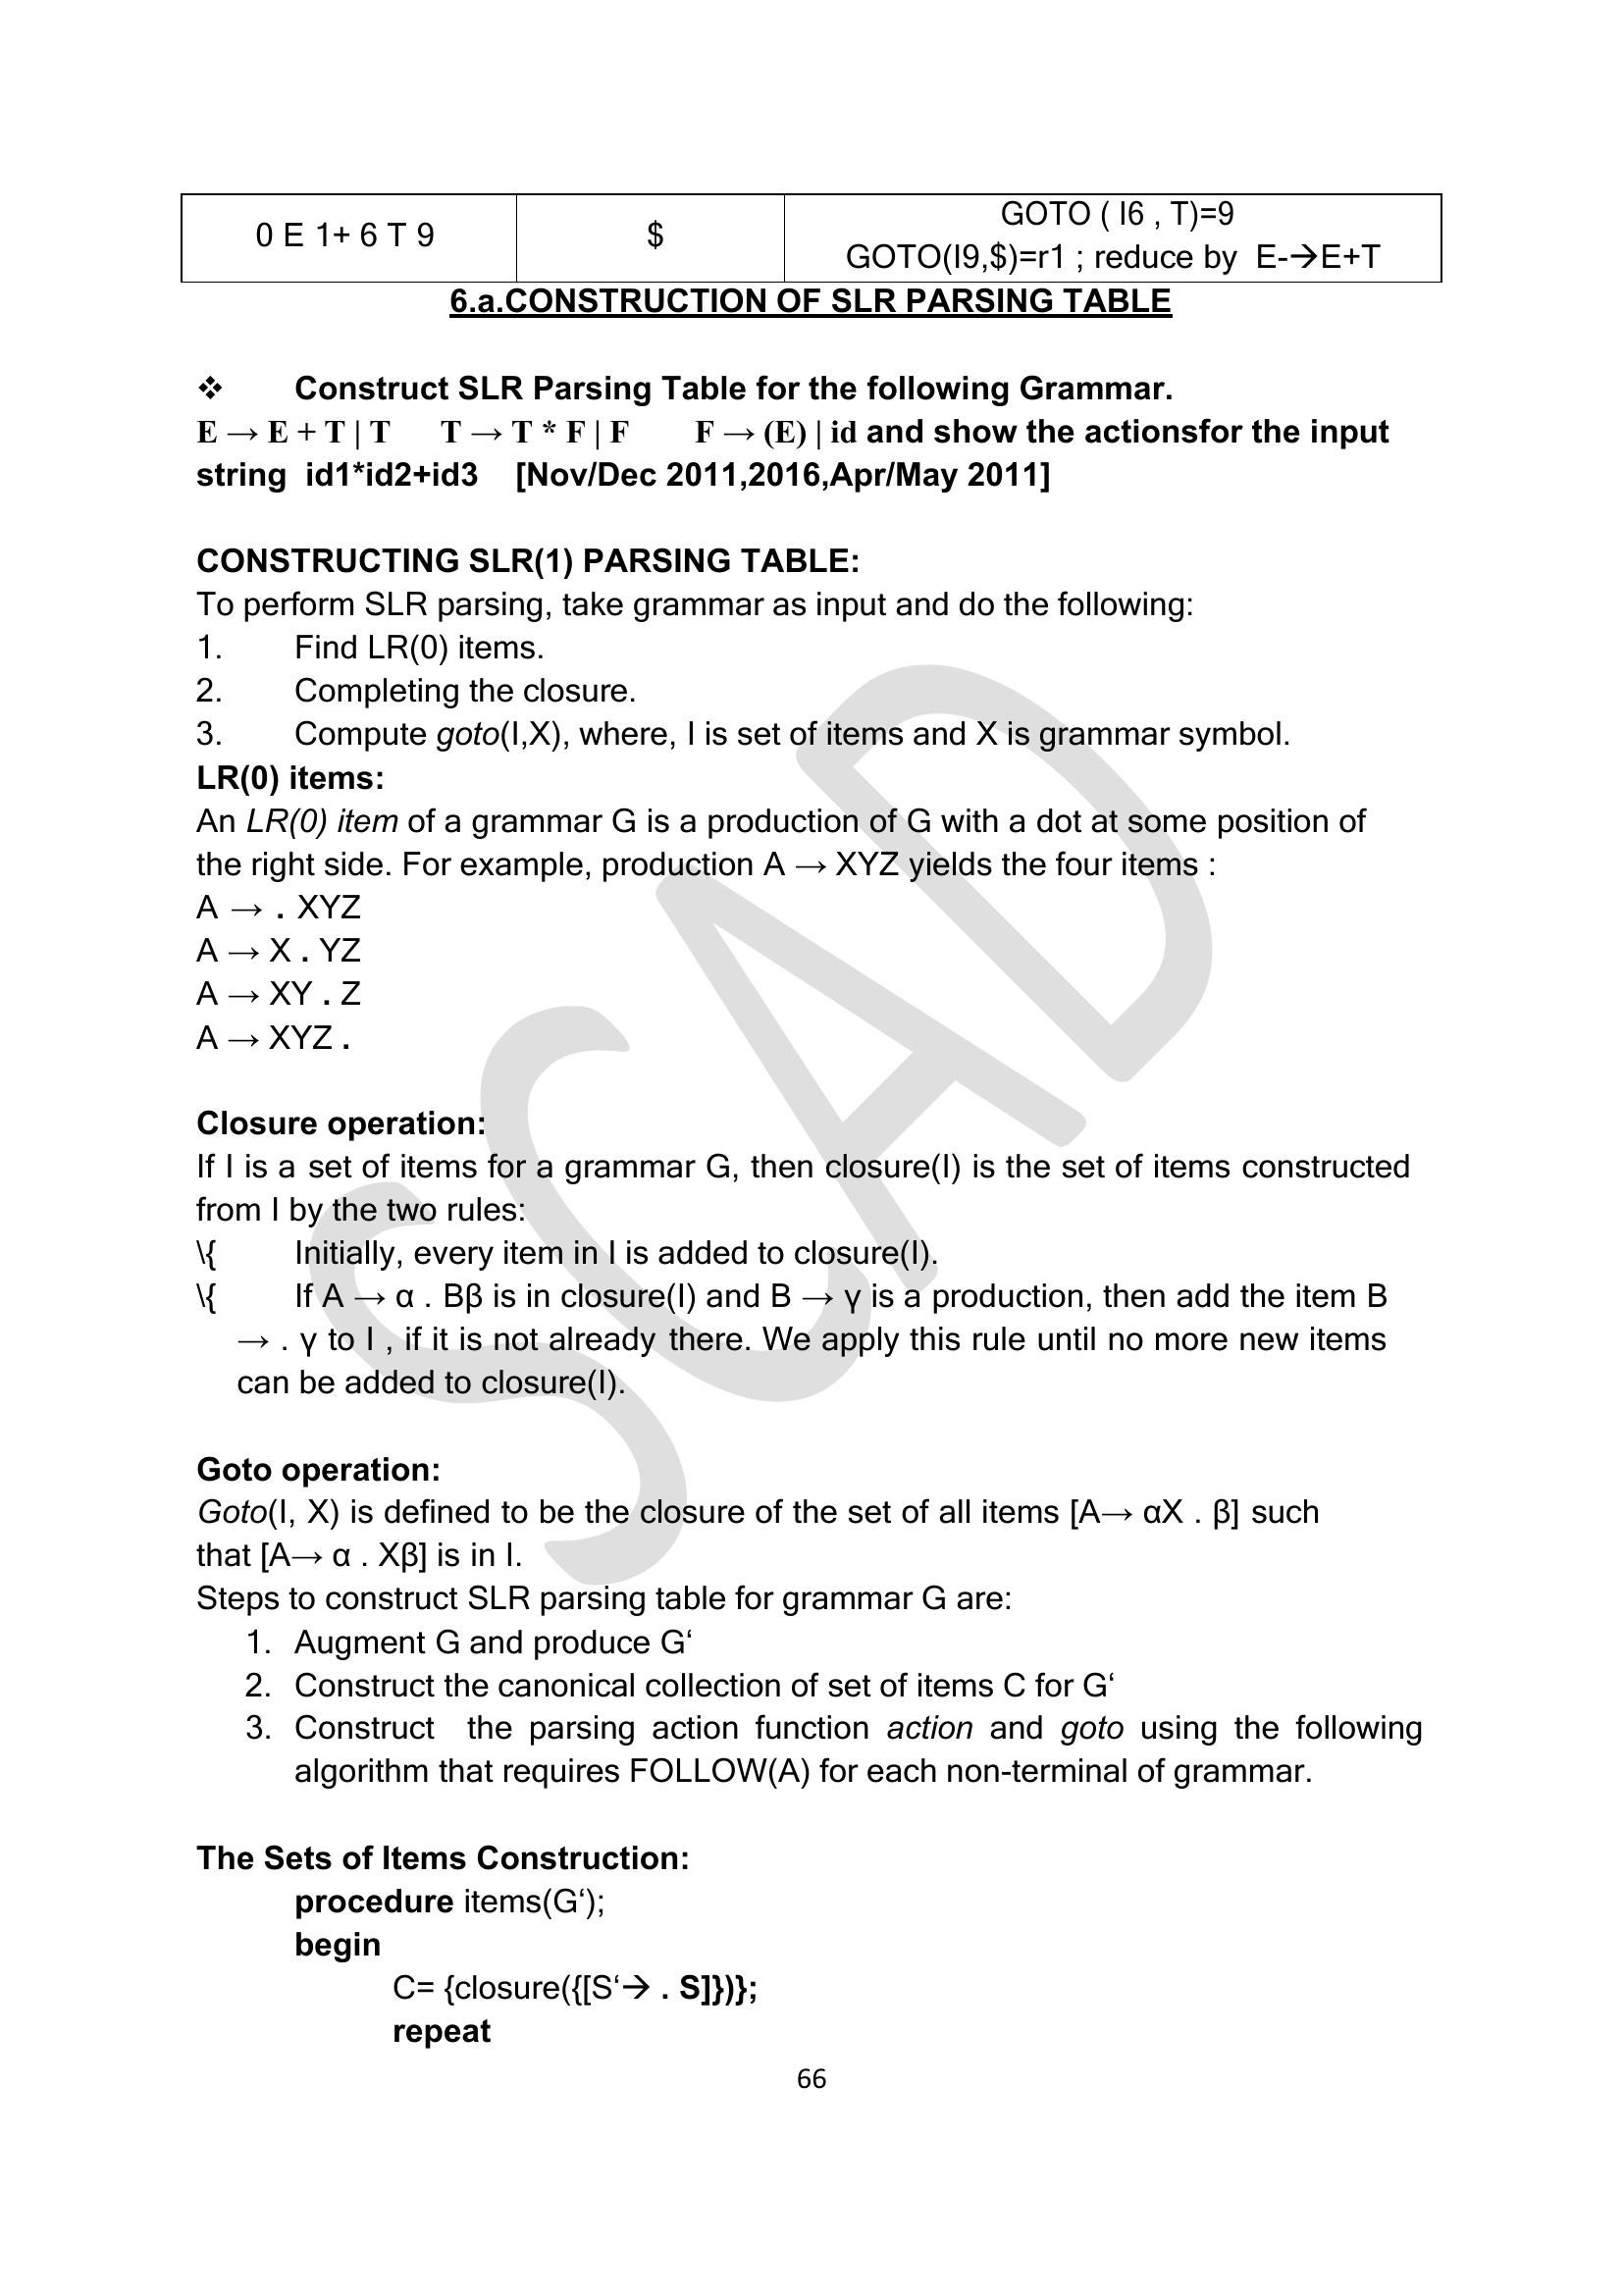 0 E 1+ 6 T 9 $ GOTO ( I6 , T)=9
GOTO(I9,$)=r1 ; reduce by E-→E+T
6.a.CONSTRUCTION OF SLR PARSING TABLE
❖ Construct SLR Parsing Table for the following Grammar.
E → E + T | T T → T * F | F F → (E) | id and show the actionsfor the input
string id1*id2+id3 [Nov/Dec 2011,2016,Apr/May 2011]
CONSTRUCTING SLR(1) PARSING TABLE:
To perform SLR parsing, take grammar as input and do the following:
1. Find LR(0) items.
2. Completing the closure.
3. Compute goto(I,X), where, I is set of items and X is grammar symbol.
LR(0) items:
An LR(0) item of a grammar G is a production of G with a dot at some position of
the right side. For example, production A → XYZ yields the four items :
A → . XYZ
A → X . YZ
A → XY . Z
A → XYZ .
Closure operation:
If I is a set of items for a grammar G, then closure(I) is the set of items constructed
from I by the two rules:
\{ Initially, every item in I is added to closure(I).
\{ If A → α . Bβ is in closure(I) and B → γ is a production, then add the item B
→ . γ to I , if it is not already there. We apply this rule until no more new items
can be added to closure(I).
Goto operation:
Goto(I, X) is defined to be the closure of the set of all items [A→ αX . β] such
that [A→ α . Xβ] is in I.
Steps to construct SLR parsing table for grammar G are:
1. Augment G and produce G‘
2. Construct the canonical collection of set of items C for G‘
3. Construct the parsing action function action and goto using the following
algorithm that requires FOLLOW(A) for each non-terminal of grammar.
The Sets of Items Construction:
procedure items(G‘);
begin
C= {closure({[S‘→ . S]})};
repeat
66
SCAD